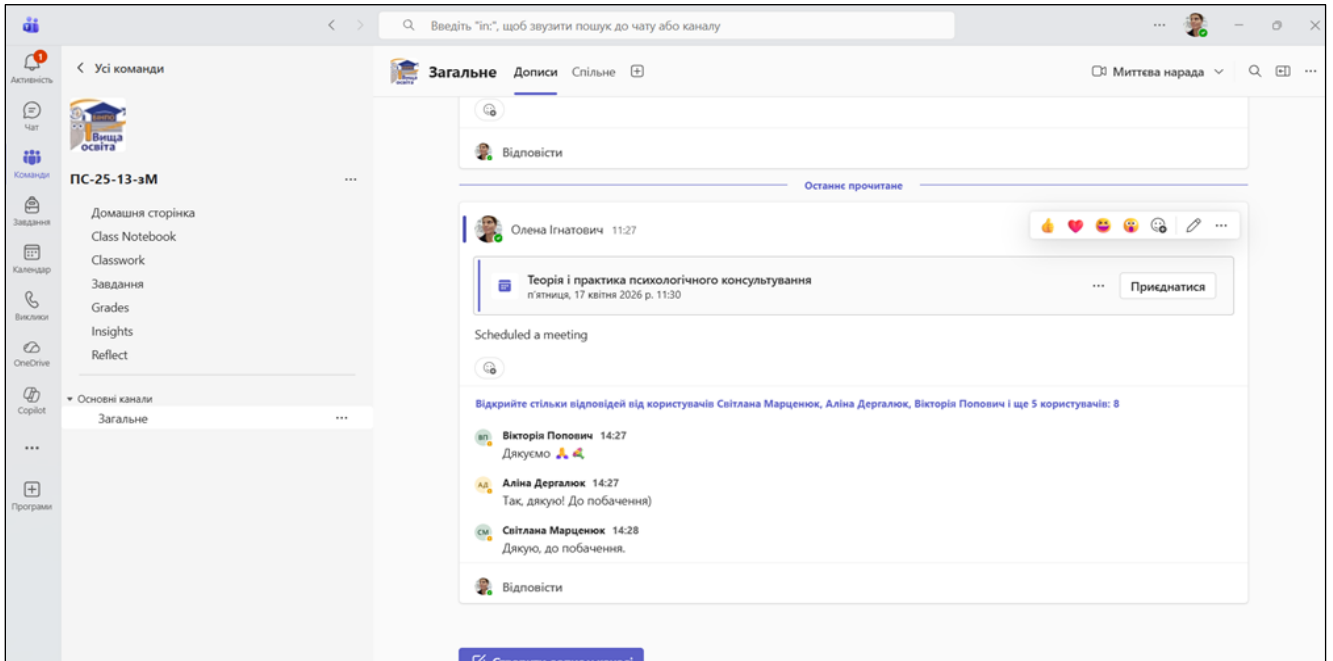 Введіть "in:", щоб звузити пошук до чату або каналу
1
Активність
Чат
Команди
Завдання
Календар
Виклики
OneDrive
Copilot
Програми
Усі команди
Вища
освіта
ПС-25-13-зМ
Домашня сторінка
Class Notebook
Classwork
Завдання
Grades
Insights
Reflect
Основні канали
Загальне
Загальне Дописи Спільне
Миттєва нарада
Відповісти
Останнє прочитане
Олена Ігнатович 11:27
Теорія і практика психологічного консультування
п'ятниця, 17 квітня 2026 р. 11:30
Приєднатися
Scheduled a meeting
Відкрийте стільки відповідей від користувачів Світлана Марценюк, Аліна Дергалюк, Вікторія Попович і ще 5 користувачів: 8
ВП Вікторія Попович 14:27
Дякуємо
АД Аліна Дергалюк 14:27
Так, дякую! До побачення)
СМ Світлана Марценюк 14:28
Дякую, до побачення.
Відповісти